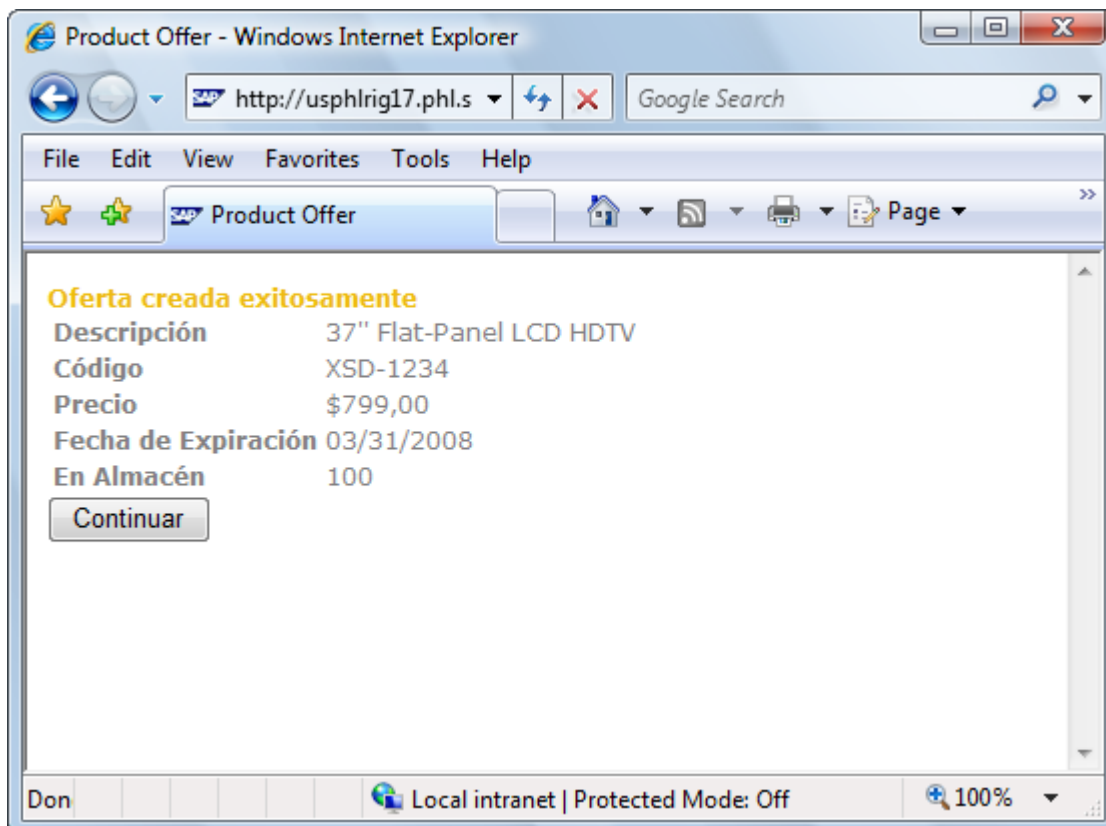 Product Offer - Windows Internet Explorer
SAP http://usphlrig17.phl.s Google Search
File Edit View Favorites Tools Help
SAP Product Offer Page »
Oferta creada exitosamente
Descripción 37" Flat-Panel LCD HDTV
Código XSD-1234
Precio $799,00
Fecha de Expiración 03/31/2008
En Almacén 100
Continuar
Don Local intranet | Protected Mode: Off 100%